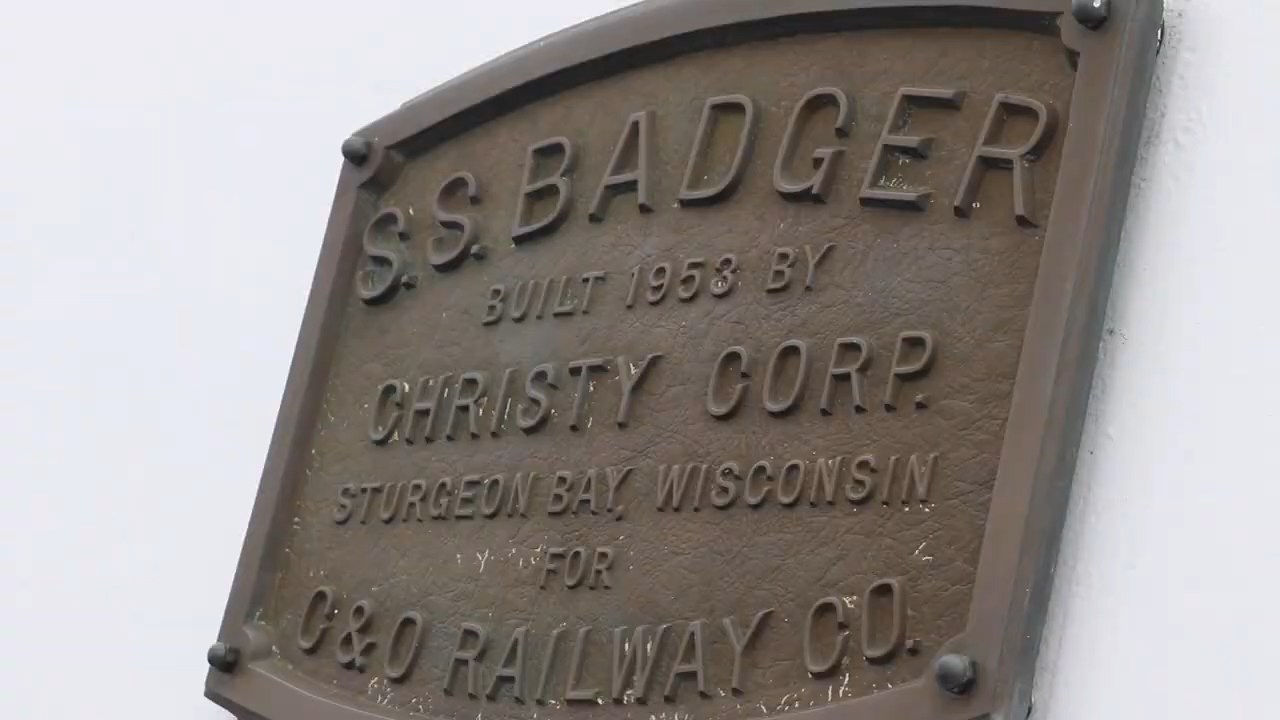 S.S. BADGER
BUILT 1953 BY
CHRISTY CORP.
STURGEON BAY, WISCONSIN
FOR
C&O RAILWAY CO.